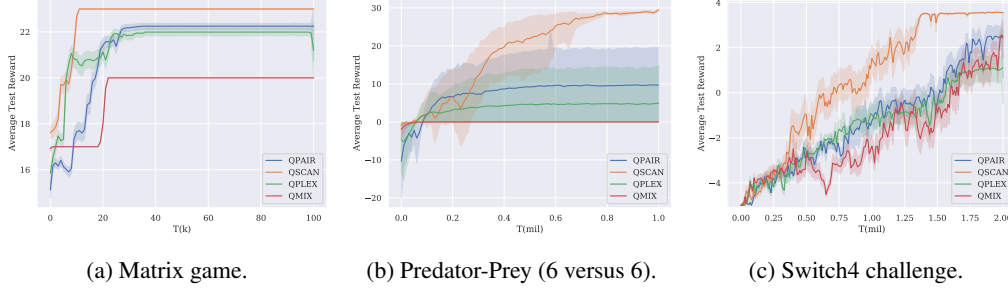 Average Test Reward
22
20
18
16
0
20
40
60
80
100
T(k)
QPAIR
QSCAN
QPLEX
QMIX
(a) Matrix game.
Average Test Reward
30
20
10
0
−10
−20
0.0
0.2
0.4
0.6
0.8
1.0
T(mil)
QPAIR
QSCAN
QPLEX
QMIX
(b) Predator-Prey (6 versus 6).
Average Test Reward
4
2
0
−2
−4
0.00
0.25
0.50
0.75
1.00
1.25
1.50
1.75
2.00
T(mil)
QPAIR
QSCAN
QPLEX
QMIX
(c) Switch4 challenge.